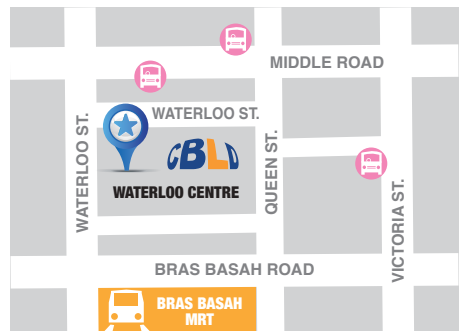 MIDDLE ROAD
WATERLOO ST.
WATERLOO ST.
CBLD
WATERLOO CENTRE
QUEEN ST.
VICTORIA ST.
BRAS BASAH ROAD
BRAS BASAH
MRT